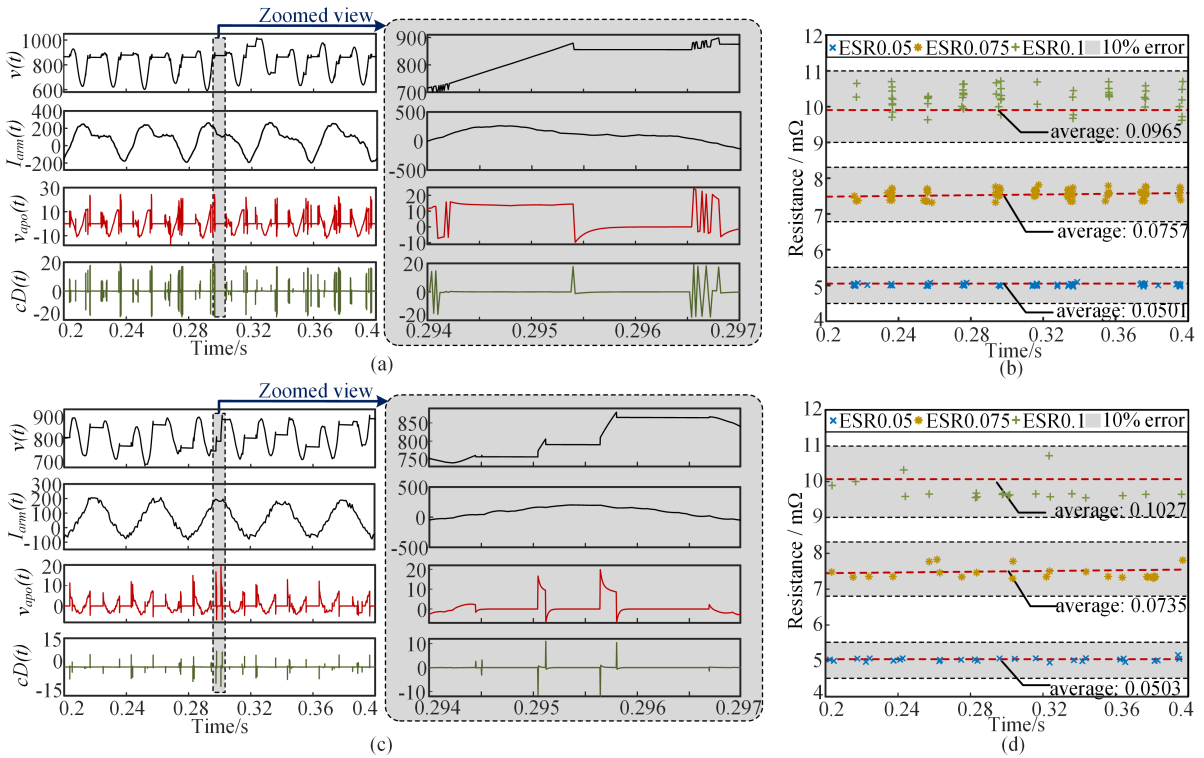 Zoomed view
v(t)
1000
800
600
900
800
700
I_arm(t)
400
200
0
-200
500
0
-500
v_apo(t)
30
10
-10
20
10
0
-10
cD(t)
20
0
-20
20
0
-20
0.2 0.24 0.28 0.32 0.36 0.4
Time/s
0.294 0.295 0.296 0.297
(a)
12
11
10
9
8
7
6
5
4
Resistance / mΩ
ESR0.05 ESR0.075 ESR0.1 10% error
average: 0.0965
average: 0.0757
average: 0.0501
0.2 0.24 0.28 0.32 0.36 0.4
Time/s
(b)
Zoomed view
v(t)
900
800
700
850
800
750
I_arm(t)
300
200
100
0
-100
500
0
-500
v_apo(t)
20
10
0
20
10
0
cD(t)
15
0
-15
10
0
-10
0.2 0.24 0.28 0.32 0.36 0.4
Time/s
0.294 0.295 0.296 0.297
(c)
12
11
10
9
8
7
6
5
4
Resistance / mΩ
ESR0.05 ESR0.075 ESR0.1 10% error
average: 0.1027
average: 0.0735
average: 0.0503
0.2 0.24 0.28 0.32 0.36 0.4
Time/s
(d)